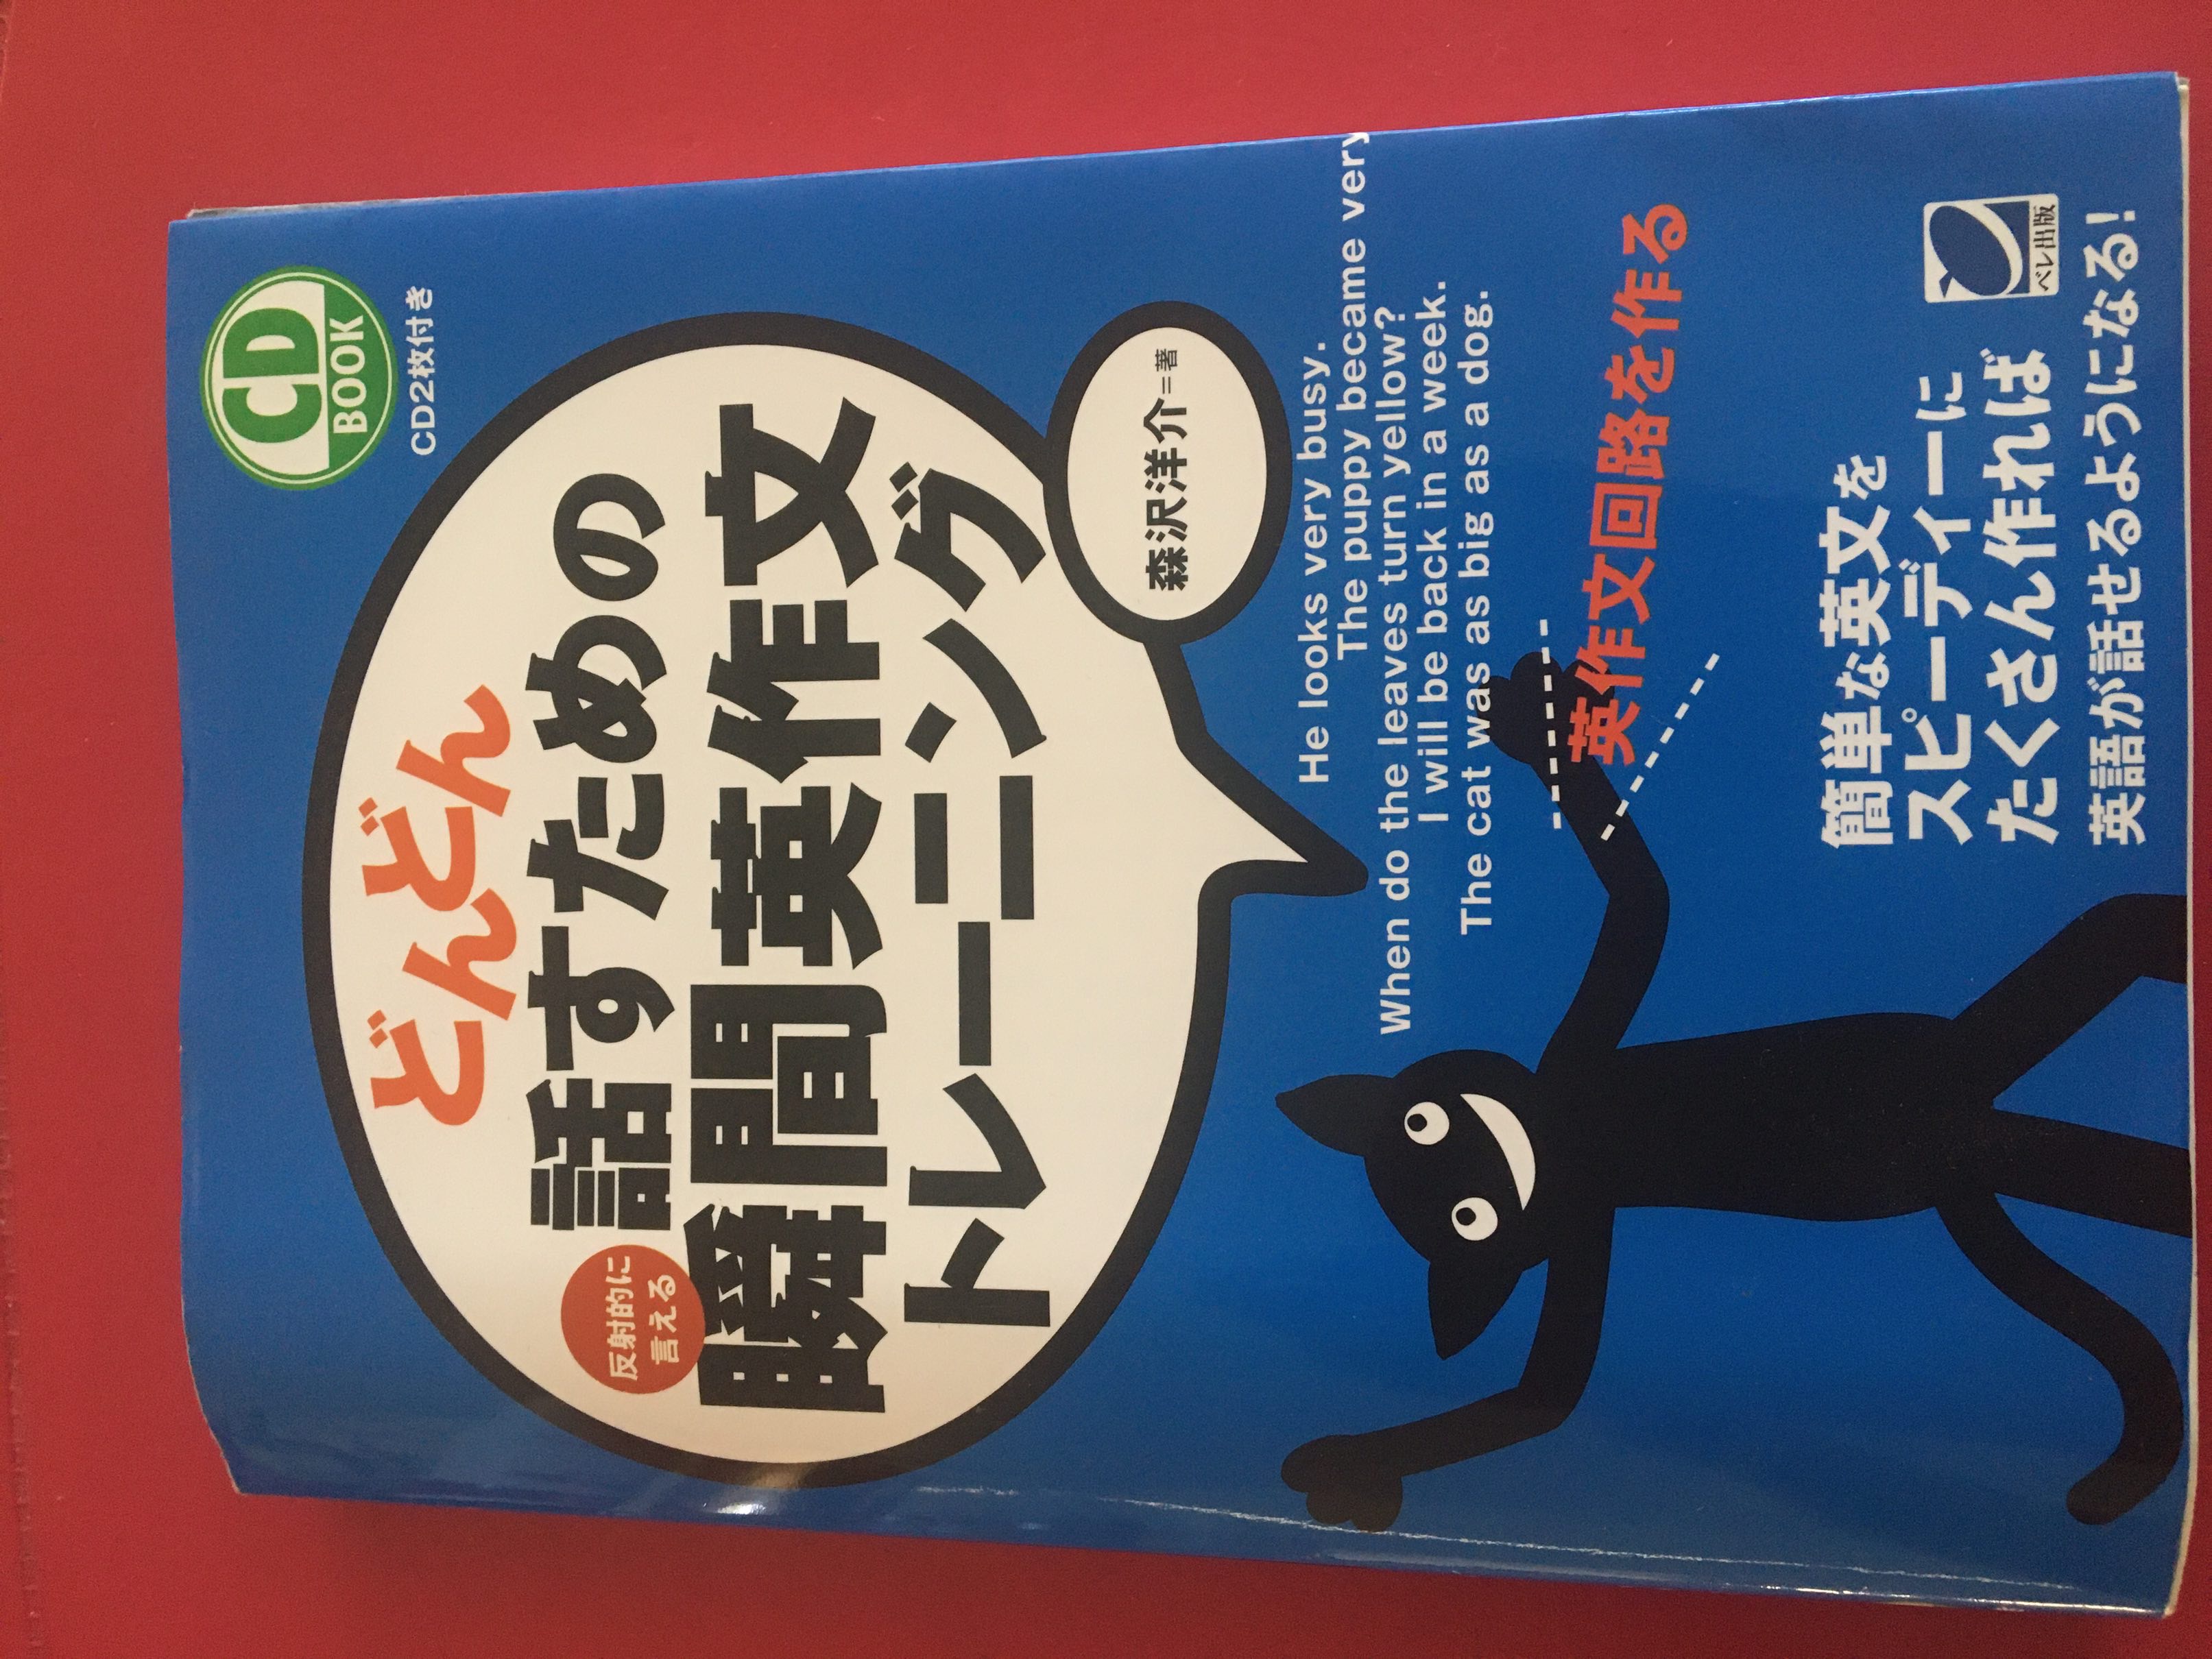 CD
BOOK
CD2枚付き
どんどん
話すための
反射的に
言える
瞬間英作文
トレーニング
森沢洋介=著
He looks very busy.
The puppy became very
When do the leaves turn yellow?
I will be back in a week.
The cat was as big as a dog.
英作文回路を作る
簡単な英文を
スピーディーに
たくさん作れば
英語が話せるようになる!
ベレ出版